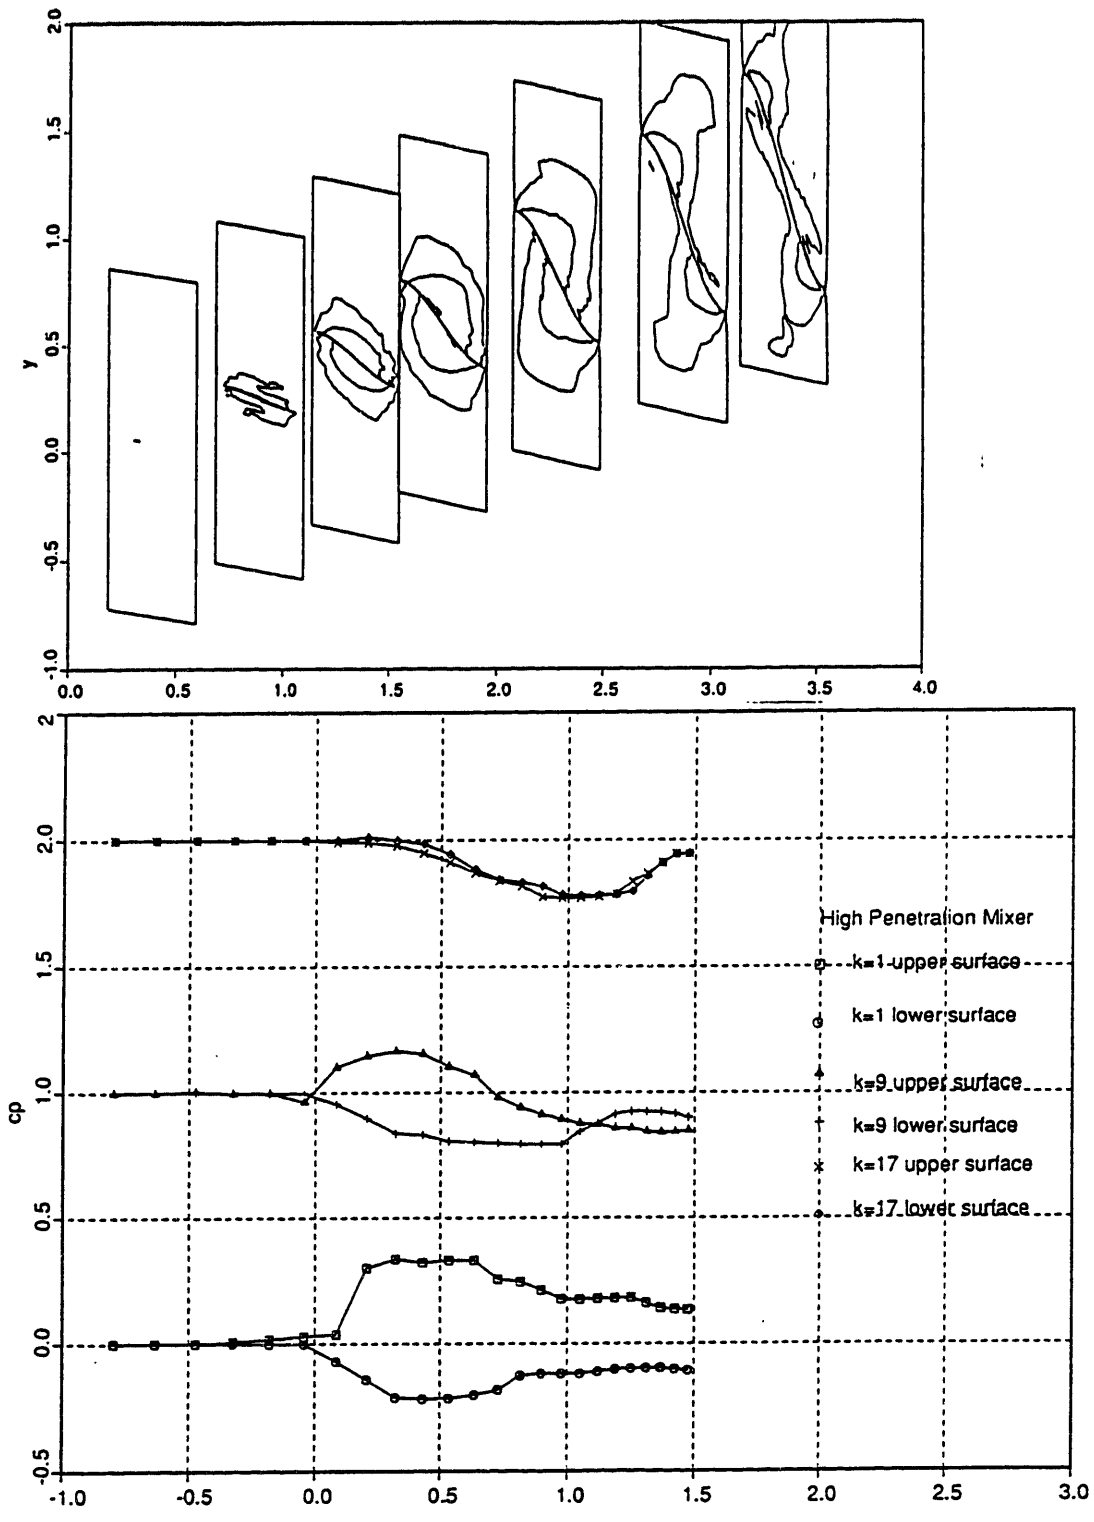 2.0
1.5
1.0
y
0.5
0.0
-0.5
-1.0
0.0 0.5 1.0 1.5 2.0 2.5 3.0 3.5 4.0
2
2.0
High Penetration Mixer
1.5
k=1 upper surface
k=1 lower surface
1.0
k=9 upper surface
cp
k=9 lower surface
k=17 upper surface
0.5
k=17 lower surface
0.0
-0.5
-1.0 -0.5 0.0 0.5 1.0 1.5 2.0 2.5 3.0